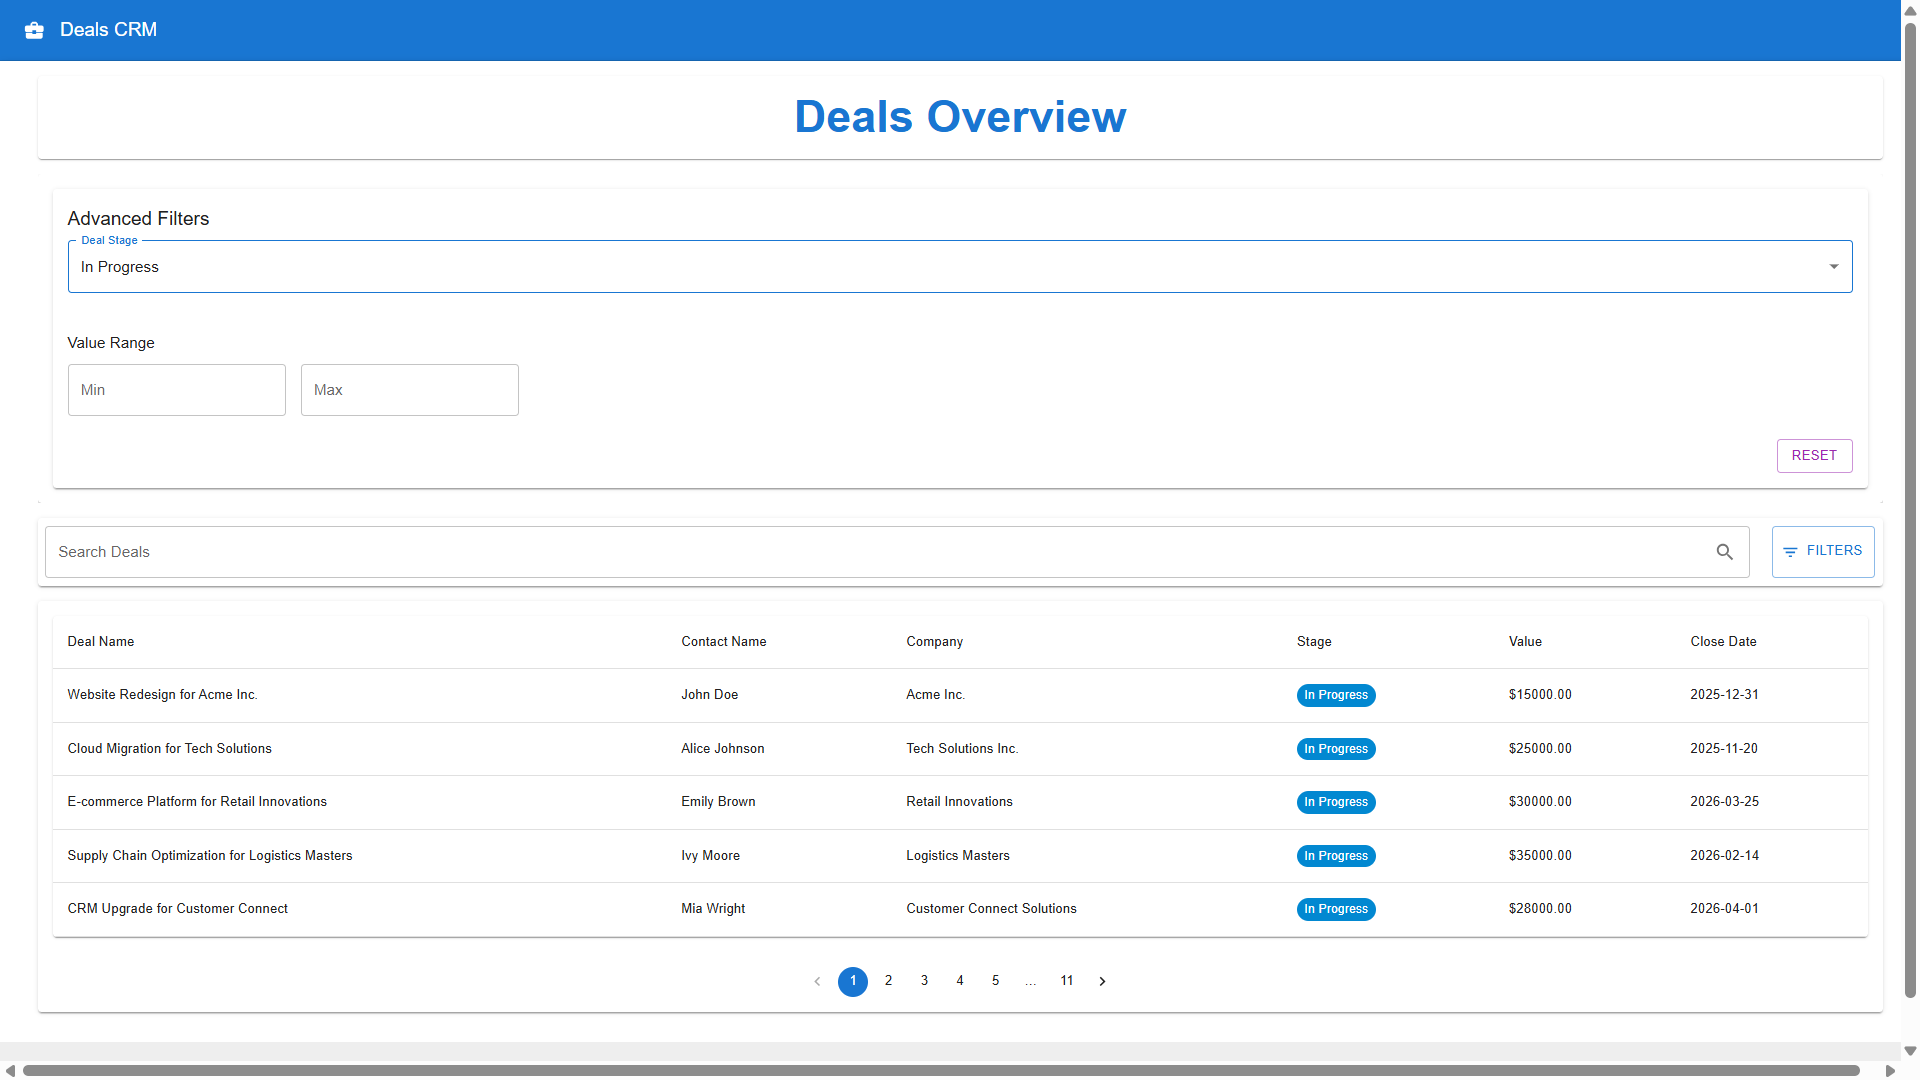 Deals CRM
Deals Overview
Advanced Filters
Deal Stage
In Progress
Value Range
Min Max
RESET
Search Deals FILTERS
Deal Name Contact Name Company Stage Value Close Date
Website Redesign for Acme Inc. John Doe Acme Inc. In Progress $15000.00 2025-12-31
Cloud Migration for Tech Solutions Alice Johnson Tech Solutions Inc. In Progress $25000.00 2025-11-20
E-commerce Platform for Retail Innovations Emily Brown Retail Innovations In Progress $30000.00 2026-03-25
Supply Chain Optimization for Logistics Masters Ivy Moore Logistics Masters In Progress $35000.00 2026-02-14
CRM Upgrade for Customer Connect Mia Wright Customer Connect Solutions In Progress $28000.00 2026-04-01
1 2 3 4 5 ... 11